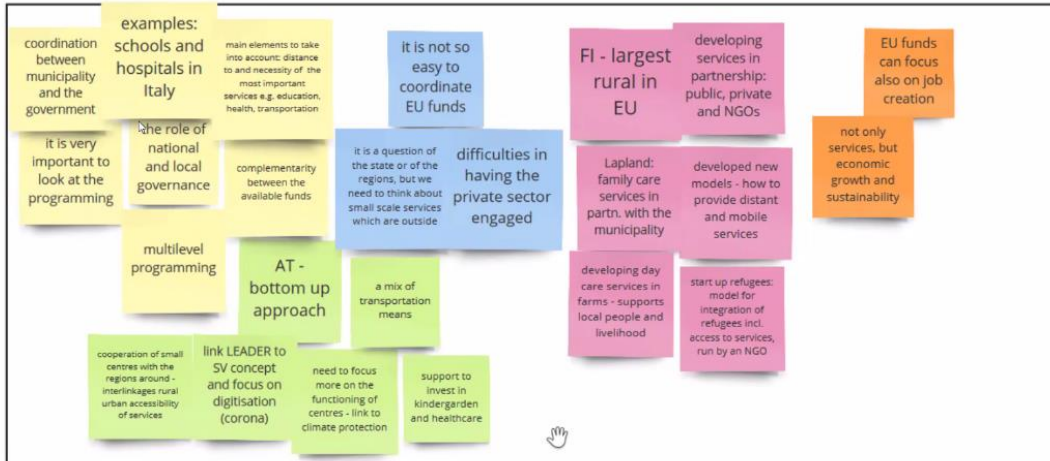 coordination
between
municipality
and the
government
examples:
schools and
hospitals in
Italy
main elements to take
into account: distance
to and necessity of the
most important
services e.g. education,
health, transportation
it is very
important to
look at the
programming
the role of
national
and local
governance
complementarity
between the
available funds
multilevel
programming
it is not so
easy to
coordinate
EU funds
it is a question of
the state or of the
regions, but we
need to think about
small scale services
which are outside
difficulties in
having the
private sector
engaged
AT -
bottom up
approach
a mix of
transportation
means
cooperation of small
centres with the
regions around -
interlinkages rural
urban accessibility
of services
link LEADER to
SV concept
and focus on
digitisation
(corona)
need to focus
more on the
functioning of
centres - link to
climate protection
support to
invest in
kindergarden
and healthcare
FI - largest
rural in
EU
developing
services in
partnership:
public, private
and NGOs
Lapland:
family care
services in
partn. with the
municipality
developed new
models - how to
provide distant
and mobile
services
developing day
care services in
farms - supports
local people and
livelihood
start up refugees:
model for
integration of
refugees incl.
access to services,
run by an NGO
EU funds
can focus
also on job
creation
not only
services, but
economic
growth and
sustainability